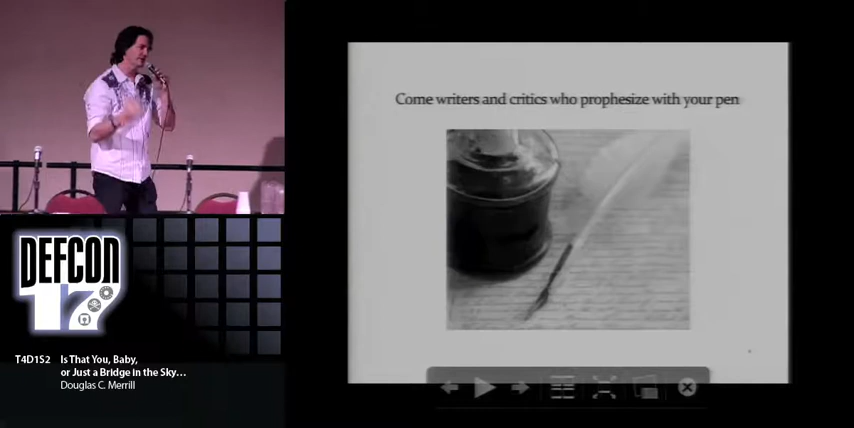 Come writers and critics who prophesize with your pen
DEFCON
17
T4D1S2
Is That You, Baby,
or Just a Bridge in the Sky...
Douglas C. Merrill